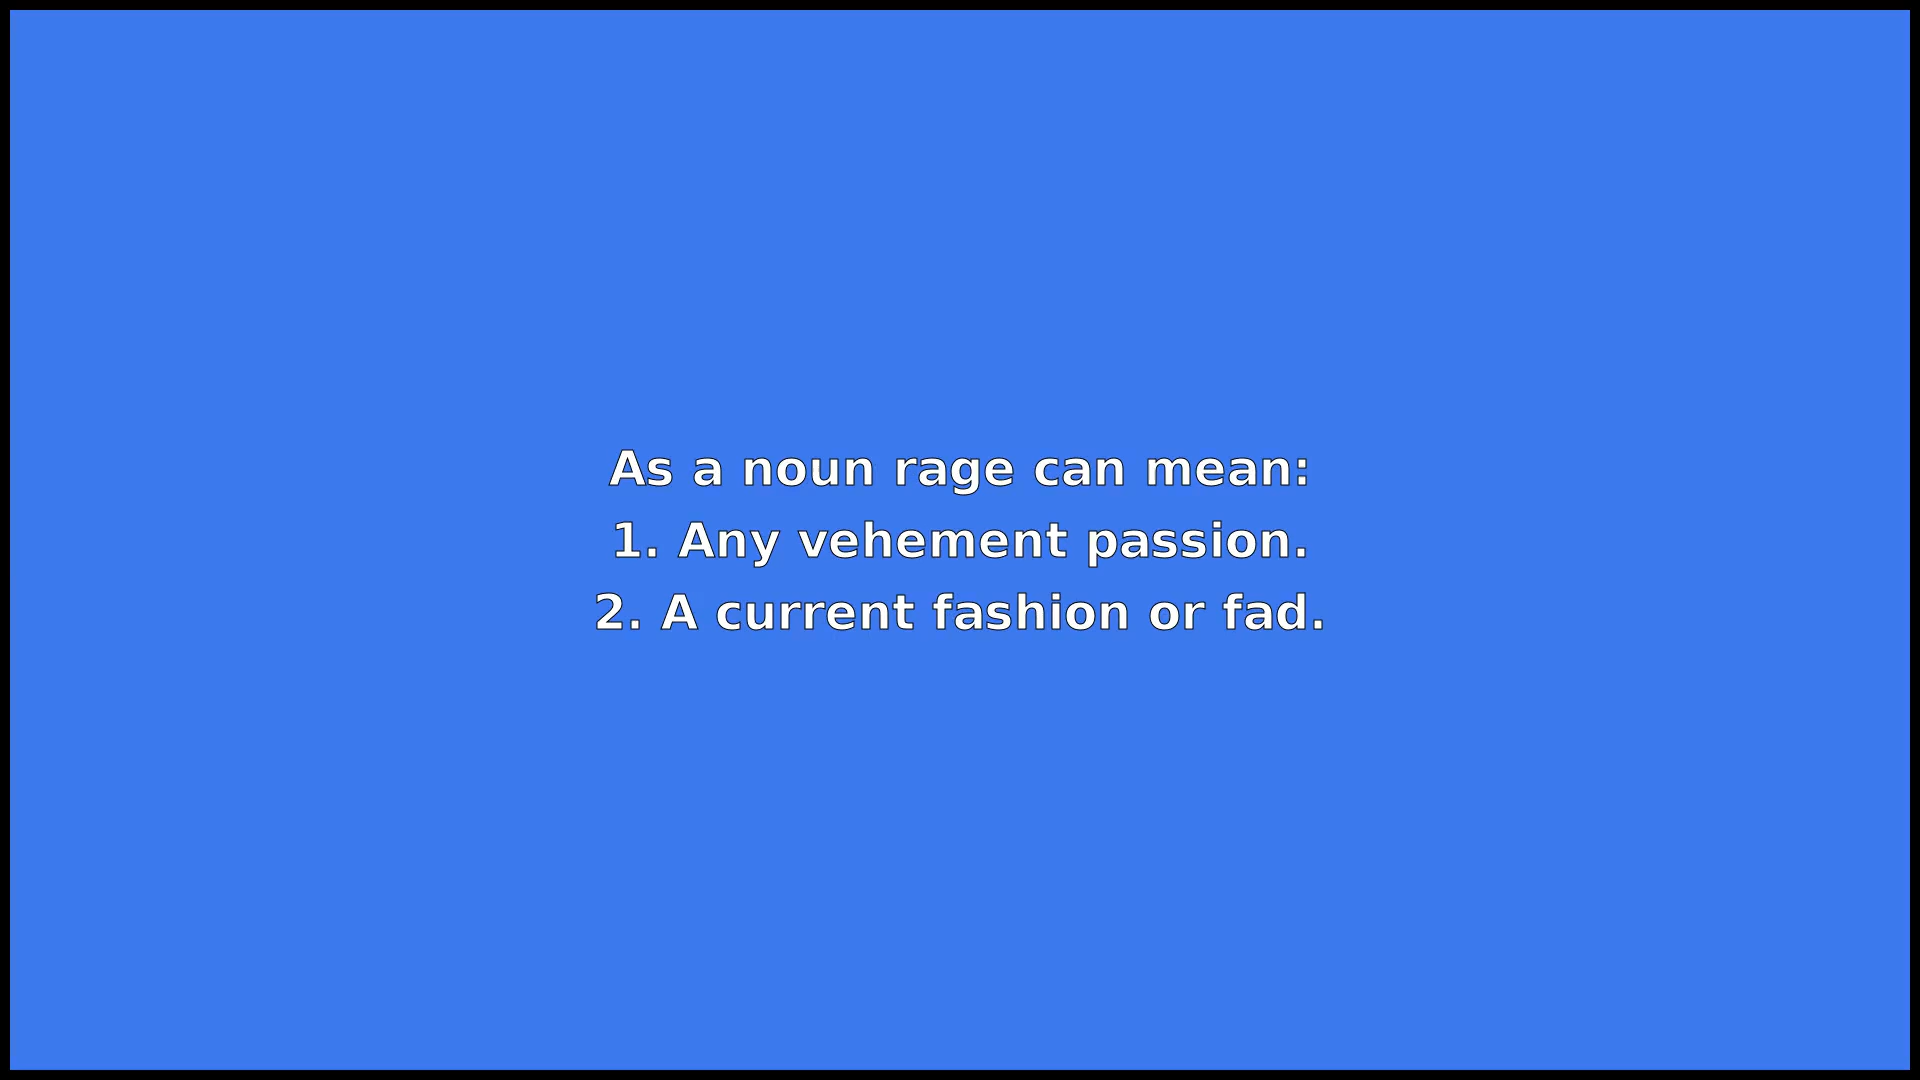 As a noun rage can mean:
1. Any vehement passion.
2. A current fashion or fad.